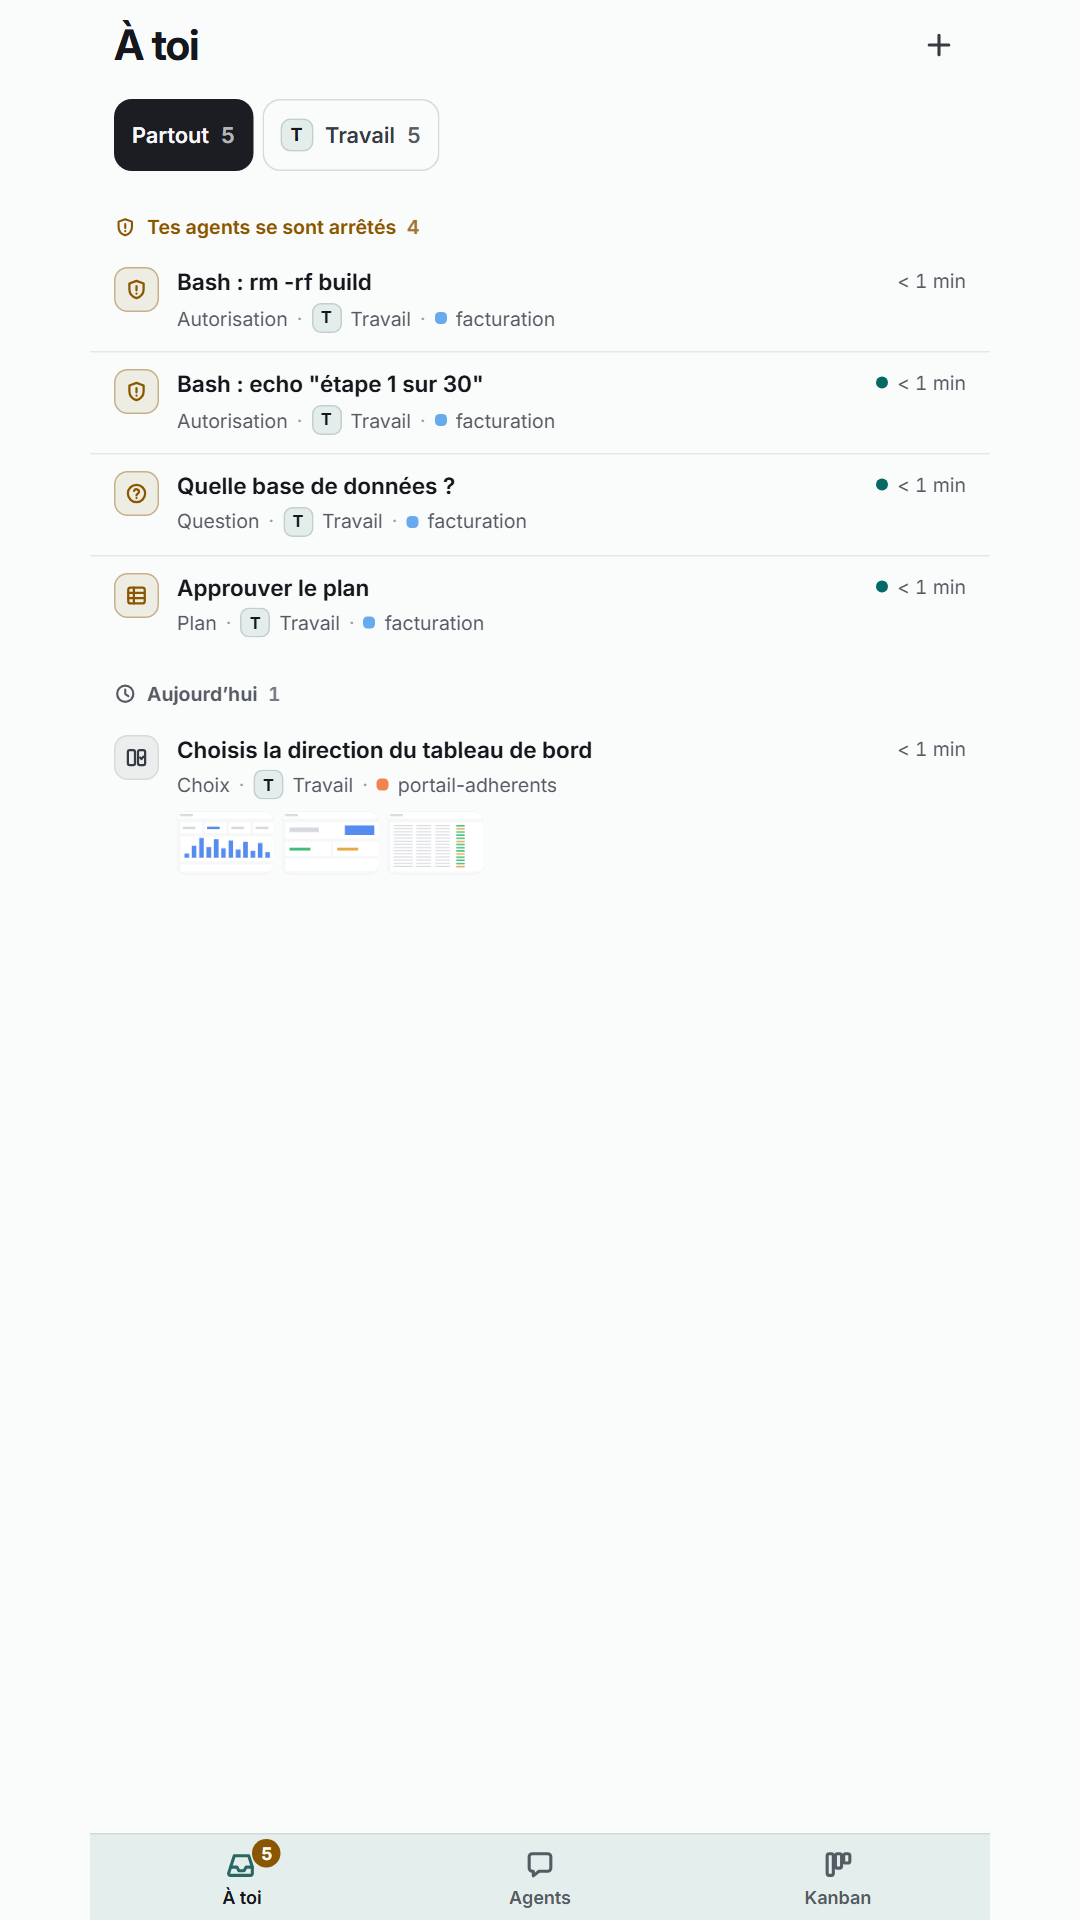 À toi
Partout 5
T Travail 5
Tes agents se sont arrêtés 4
Bash : rm -rf build
< 1 min
Autorisation · T Travail · facturation
Bash : echo "étape 1 sur 30"
< 1 min
Autorisation · T Travail · facturation
Quelle base de données ?
< 1 min
Question · T Travail · facturation
Approuver le plan
< 1 min
Plan · T Travail · facturation
Aujourd’hui 1
Choisis la direction du tableau de bord
< 1 min
Choix · T Travail · portail-adherents
5
À toi
Agents
Kanban